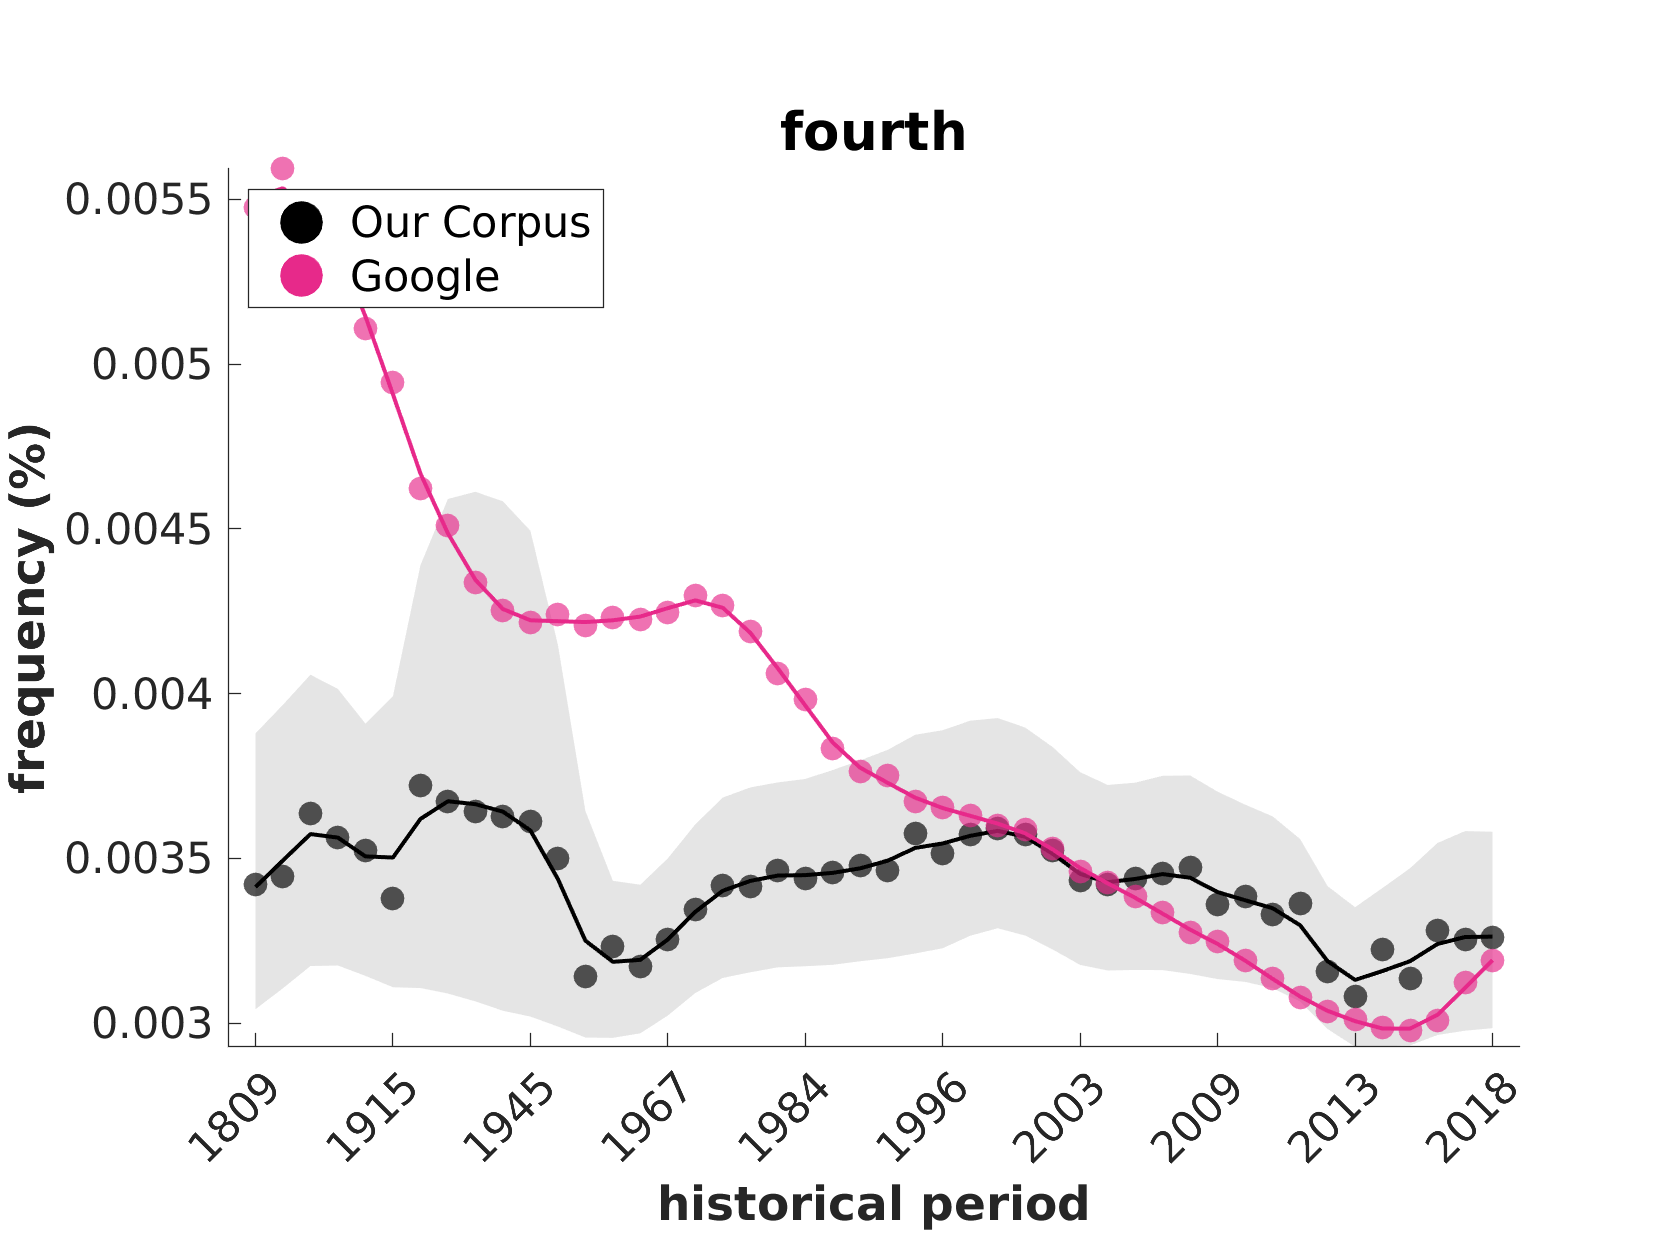 fourth
Our Corpus
Google
frequency (%)
0.0055
0.005
0.0045
0.004
0.0035
0.003
1809 1915 1945 1967 1984 1996 2003 2009 2013 2018
historical period